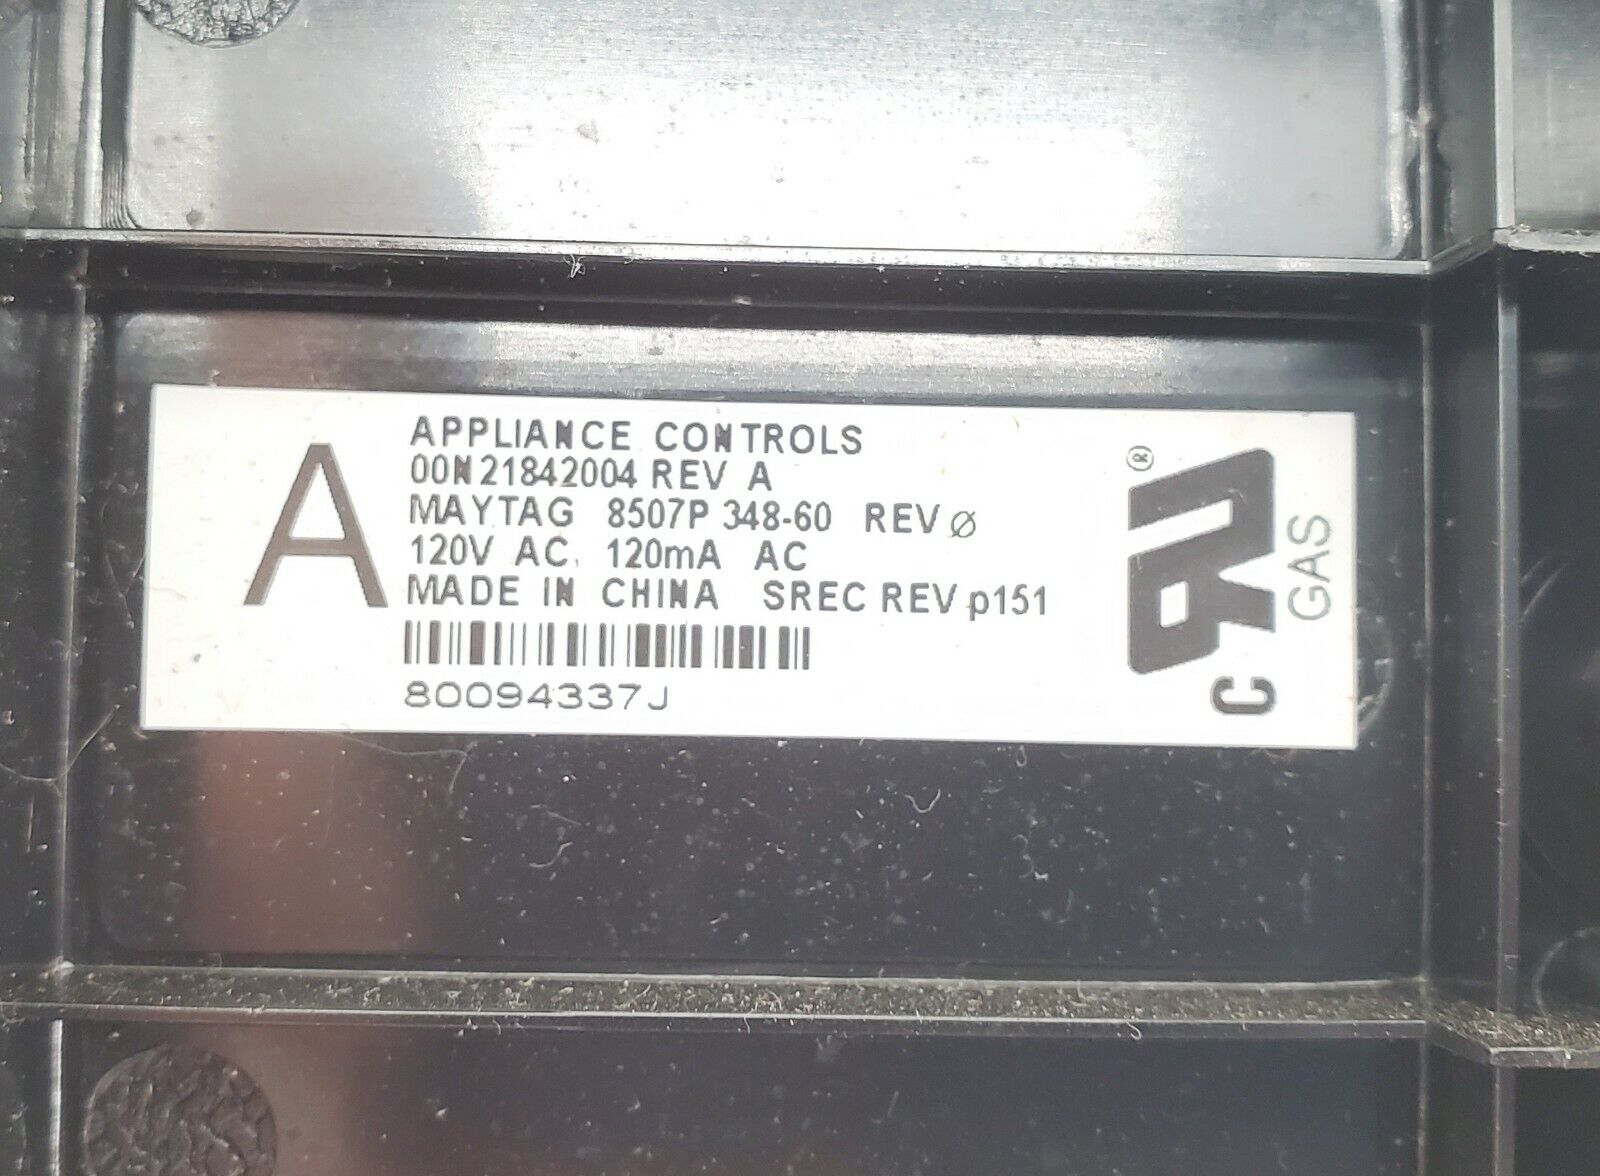 A
APPLIANCE CONTROLS
00N21842004 REV A
MAYTAG 8507P 348-60 REV Ø
120V AC, 120mA AC
MADE IN CHINA SREC REV p151
80094337J
®
C
GAS